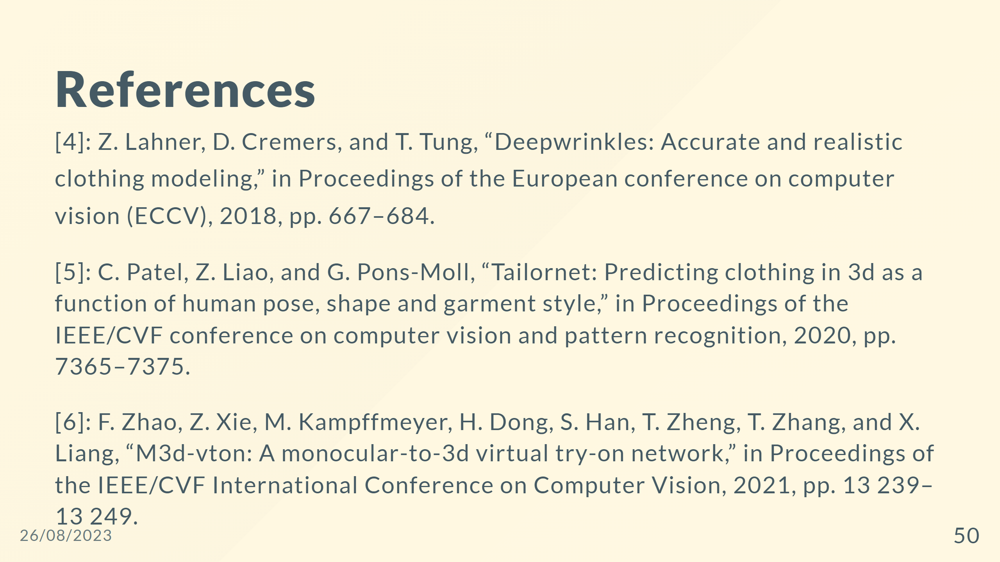 References
[4]: Z. Lahner, D. Cremers, and T. Tung, “Deepwrinkles: Accurate and realistic
clothing modeling,” in Proceedings of the European conference on computer
vision (ECCV), 2018, pp. 667–684.
[5]: C. Patel, Z. Liao, and G. Pons-Moll, “Tailornet: Predicting clothing in 3d as a
function of human pose, shape and garment style,” in Proceedings of the
IEEE/CVF conference on computer vision and pattern recognition, 2020, pp.
7365–7375.
[6]: F. Zhao, Z. Xie, M. Kampffmeyer, H. Dong, S. Han, T. Zheng, T. Zhang, and X.
Liang, “M3d-vton: A monocular-to-3d virtual try-on network,” in Proceedings of
the IEEE/CVF International Conference on Computer Vision, 2021, pp. 13 239–
13 249.
26/08/2023
50